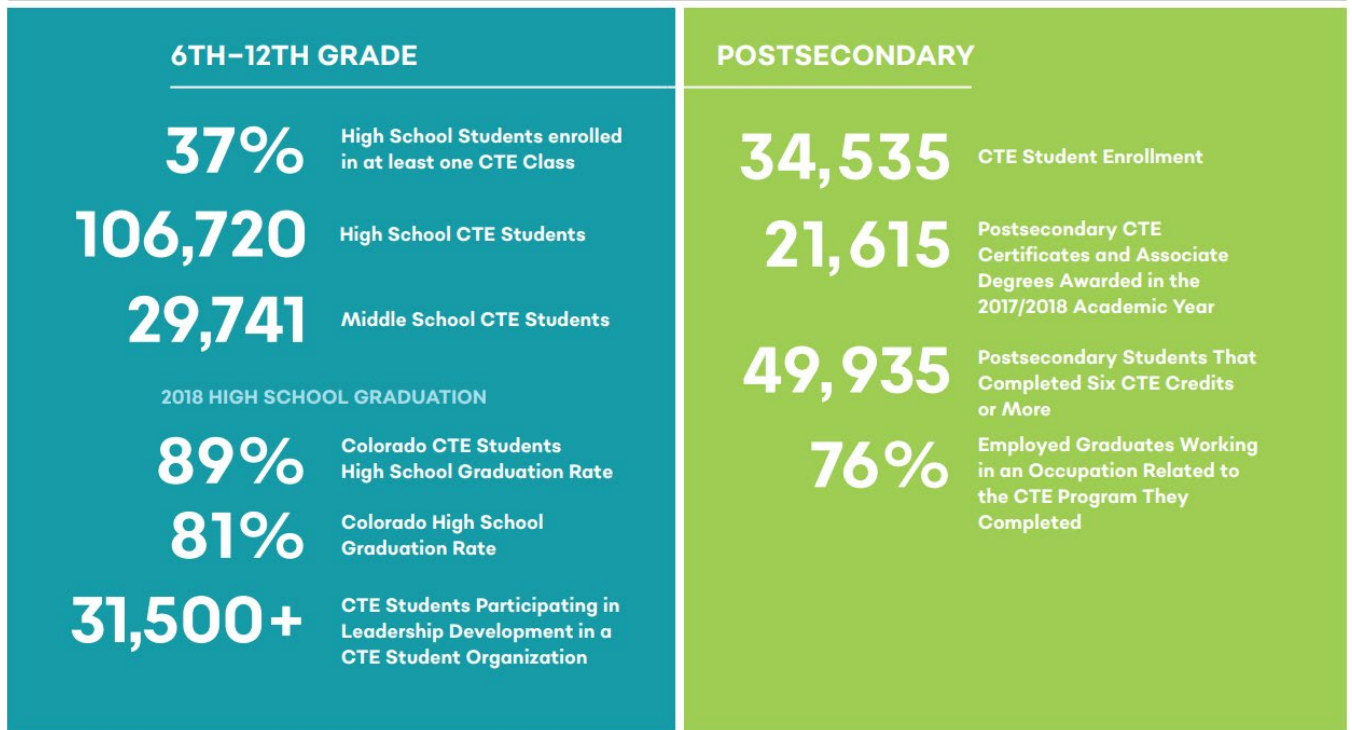 6TH–12TH GRADE
37%
High School Students enrolled
in at least one CTE Class
106,720
High School CTE Students
29,741
Middle School CTE Students
2018 HIGH SCHOOL GRADUATION
89%
Colorado CTE Students
High School Graduation Rate
81%
Colorado High School
Graduation Rate
31,500+
CTE Students Participating in
Leadership Development in a
CTE Student Organization
POSTSECONDARY
34,535
CTE Student Enrollment
21,615
Postsecondary CTE
Certificates and Associate
Degrees Awarded in the
2017/2018 Academic Year
49,935
Postsecondary Students That
Completed Six CTE Credits
or More
76%
Employed Graduates Working
in an Occupation Related to
the CTE Program They
Completed